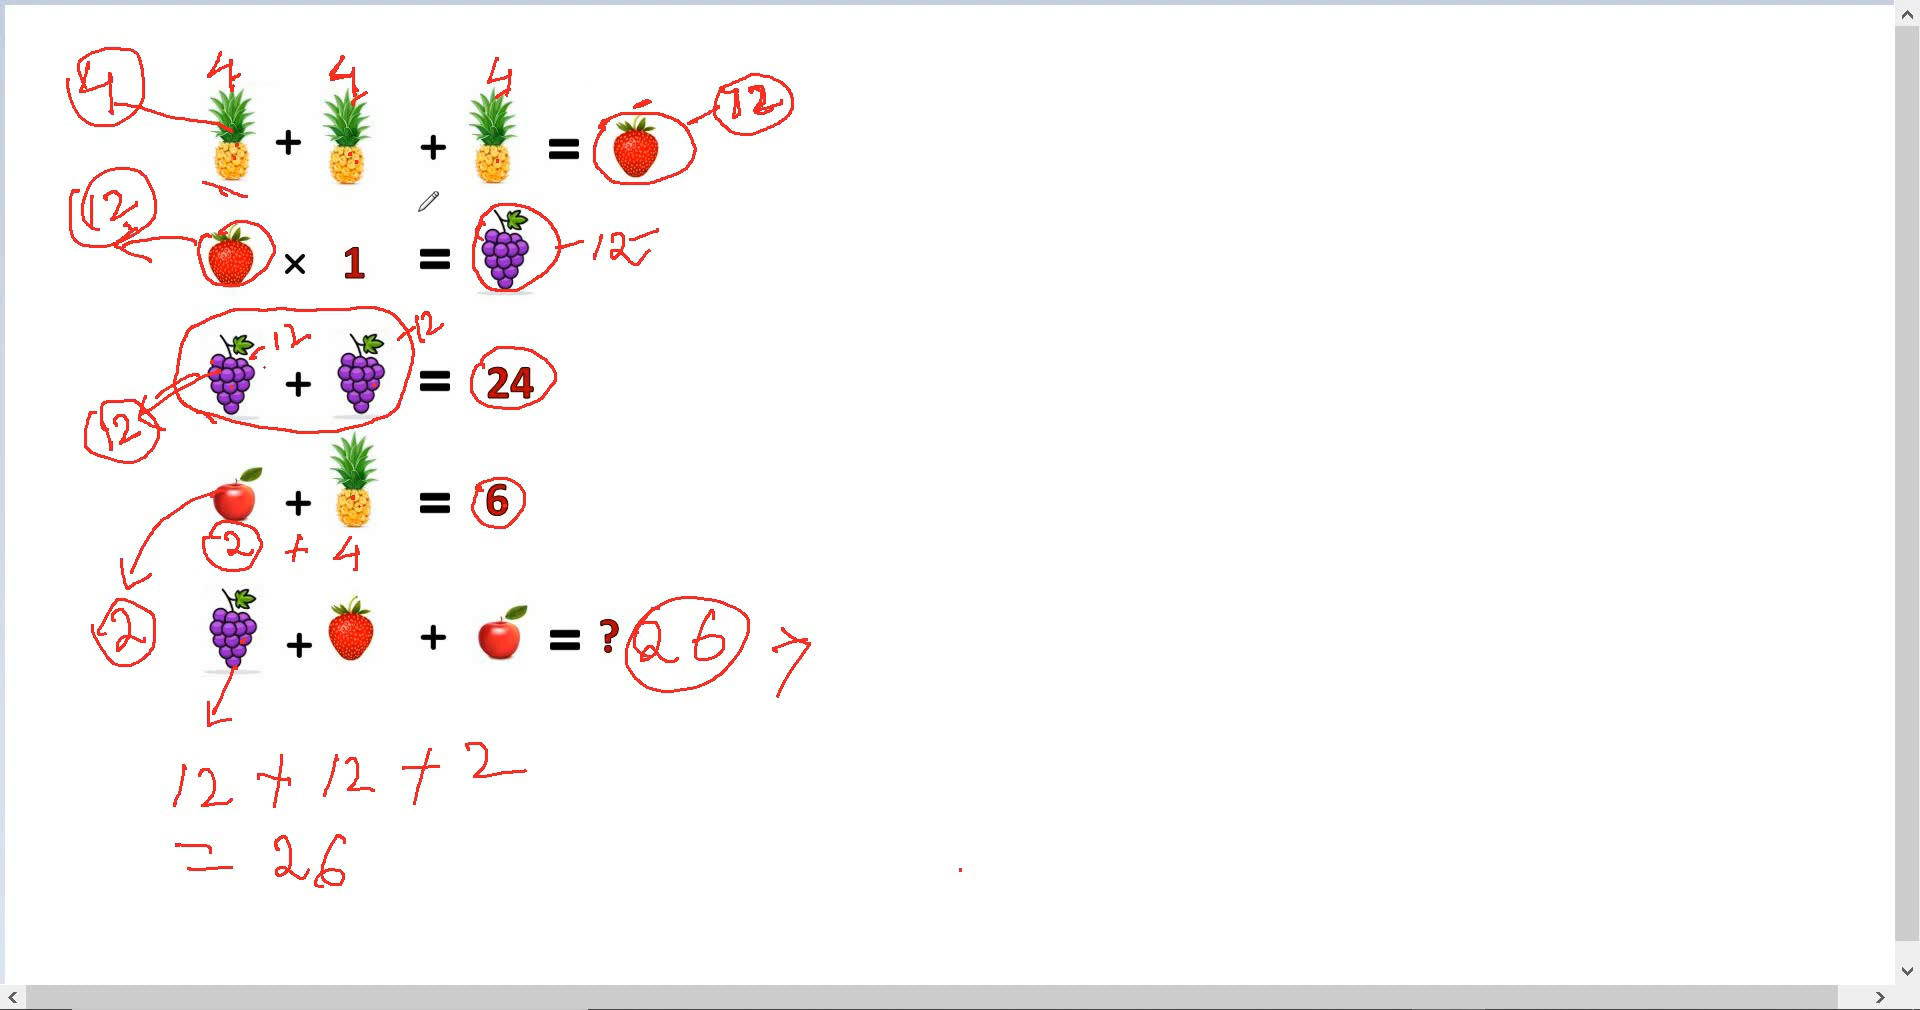 4 4 4 4
+ + = 12
12 × 1 = 12
12 12
+ = 24
12
+ = 6
2 + 4
2 + + = ? 26
12 + 12 + 2
= 26